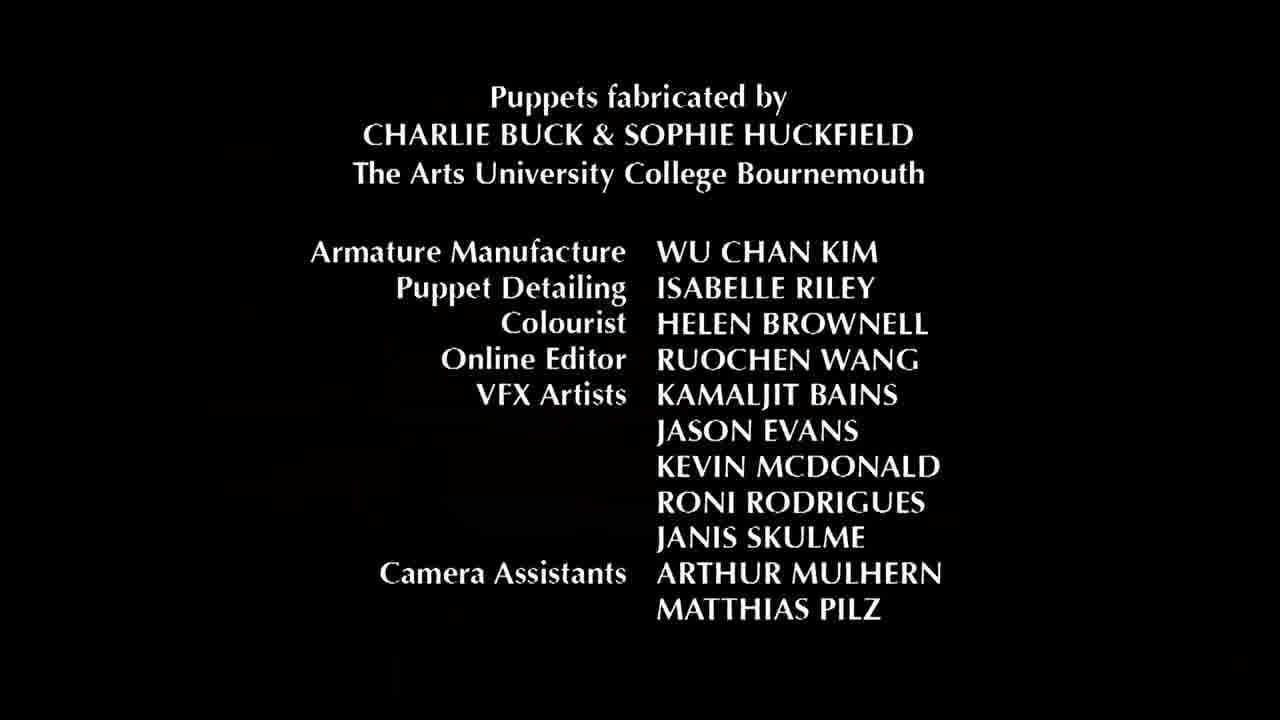 Puppets fabricated by
CHARLIE BUCK & SOPHIE HUCKFIELD
The Arts University College Bournemouth
Armature Manufacture WU CHAN KIM
Puppet Detailing ISABELLE RILEY
Colourist HELEN BROWNELL
Online Editor RUOCHEN WANG
VFX Artists KAMALJIT BAINS
JASON EVANS
KEVIN MCDONALD
RONI RODRIGUES
JANIS SKULME
Camera Assistants ARTHUR MULHERN
MATTHIAS PILZ